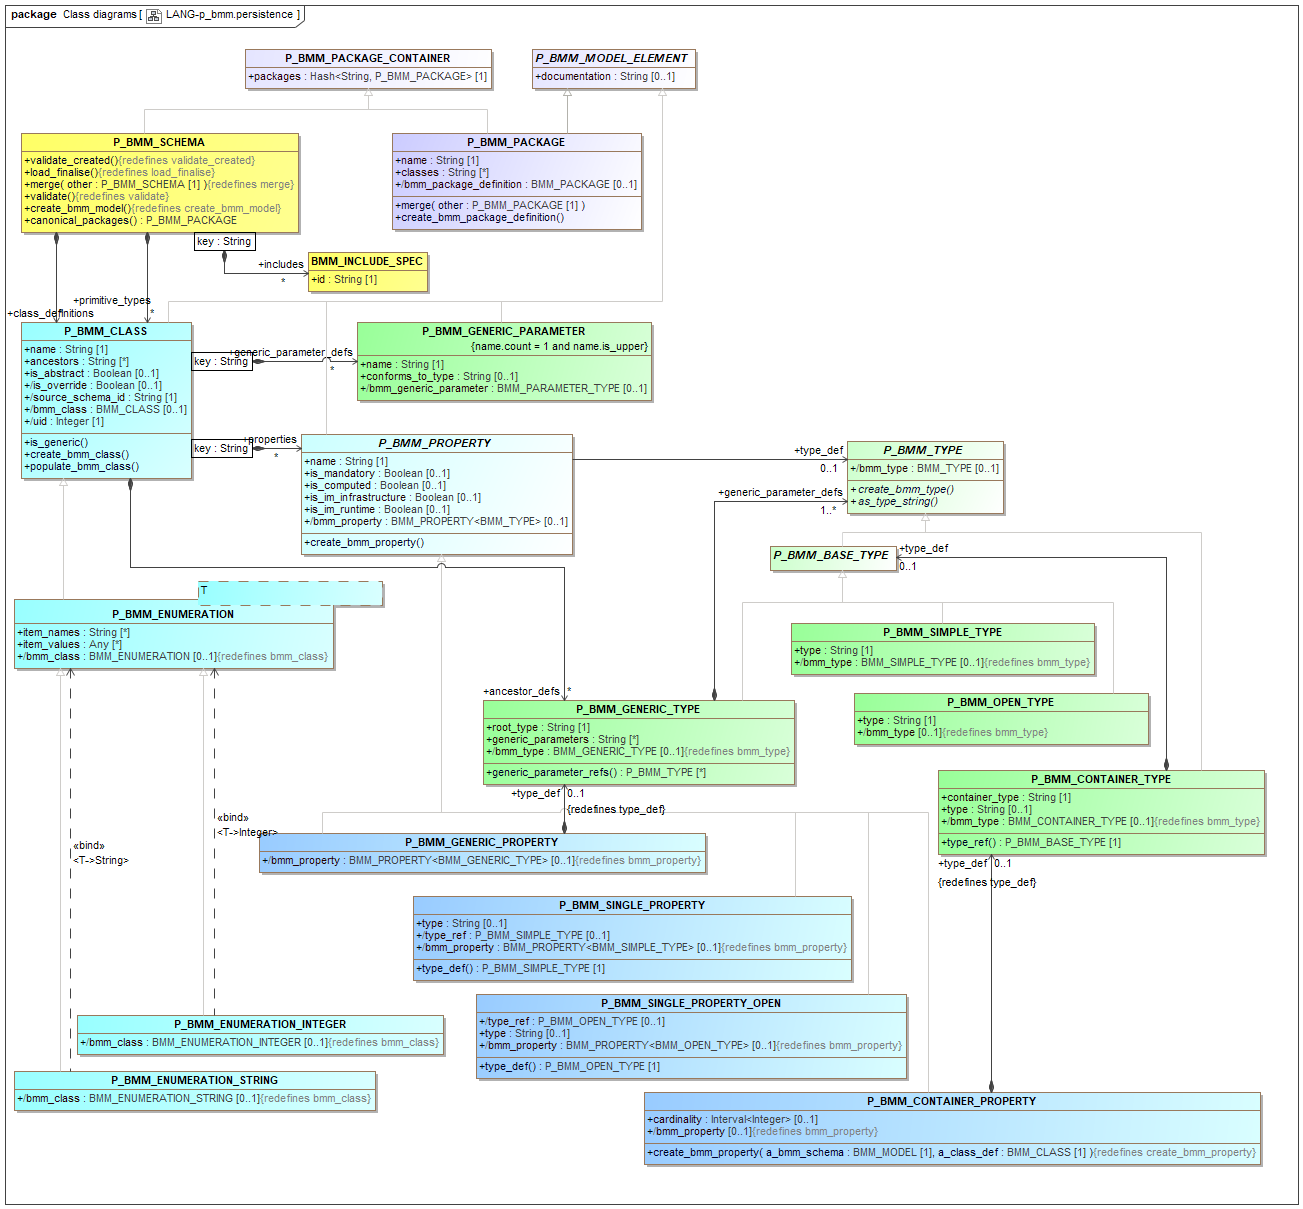 package Class diagrams [ LANG-p_bmm.persistence ]
P_BMM_PACKAGE_CONTAINER
+packages : Hash<String, P_BMM_PACKAGE> [1]
P_BMM_MODEL_ELEMENT
+documentation : String [0..1]
P_BMM_SCHEMA
+validate_created(){redefines validate_created}
+load_finalise(){redefines load_finalise}
+merge( other : P_BMM_SCHEMA [1] ){redefines merge}
+validate(){redefines validate}
+create_bmm_model(){redefines create_bmm_model}
+canonical_packages() : P_BMM_PACKAGE
P_BMM_PACKAGE
+name : String [1]
+classes : String [*]
+/bmm_package_definition : BMM_PACKAGE [0..1]
+merge( other : P_BMM_PACKAGE [1] )
+create_bmm_package_definition()
key : String
+includes
*
BMM_INCLUDE_SPEC
+id : String [1]
+primitive_types
*
+class_definitions
P_BMM_CLASS
+name : String [1]
+ancestors : String [*]
+is_abstract : Boolean [0..1]
+/is_override : Boolean [0..1]
+/source_schema_id : String [1]
+/bmm_class : BMM_CLASS [0..1]
+/uid : Integer [1]
+is_generic()
+create_bmm_class()
+populate_bmm_class()
key : String
+generic_parameter_defs
*
P_BMM_GENERIC_PARAMETER
{name.count = 1 and name.is_upper}
+name : String [1]
+conforms_to_type : String [0..1]
+/bmm_generic_parameter : BMM_PARAMETER_TYPE [0..1]
key : String
+properties
*
P_BMM_PROPERTY
+name : String [1]
+is_mandatory : Boolean [0..1]
+is_computed : Boolean [0..1]
+is_im_infrastructure : Boolean [0..1]
+is_im_runtime : Boolean [0..1]
+/bmm_property : BMM_PROPERTY<BMM_TYPE> [0..1]
+create_bmm_property()
+type_def
0..1
P_BMM_TYPE
+/bmm_type : BMM_TYPE [0..1]
+create_bmm_type()
+as_type_string()
+generic_parameter_defs
1..*
P_BMM_BASE_TYPE
+type_def
0..1
T
P_BMM_ENUMERATION
+item_names : String [*]
+item_values : Any [*]
+/bmm_class : BMM_ENUMERATION [0..1]{redefines bmm_class}
P_BMM_SIMPLE_TYPE
+type : String [1]
+/bmm_type : BMM_SIMPLE_TYPE [0..1]{redefines bmm_type}
P_BMM_OPEN_TYPE
+type : String [1]
+/bmm_type [0..1]{redefines bmm_type}
+ancestor_defs
*
P_BMM_GENERIC_TYPE
+root_type : String [1]
+generic_parameters : String [*]
+/bmm_type : BMM_GENERIC_TYPE [0..1]{redefines bmm_type}
+generic_parameter_refs() : P_BMM_TYPE [*]
P_BMM_CONTAINER_TYPE
+container_type : String [1]
+type : String [0..1]
+/bmm_type : BMM_CONTAINER_TYPE [0..1]{redefines bmm_type}
+type_ref() : P_BMM_BASE_TYPE [1]
+type_def 0..1
{redefines type_def}
«bind»
<T->Integer>
«bind»
<T->String>
P_BMM_GENERIC_PROPERTY
+/bmm_property : BMM_PROPERTY<BMM_GENERIC_TYPE> [0..1]{redefines bmm_property}
+type_def 0..1
{redefines type_def}
P_BMM_SINGLE_PROPERTY
+type : String [0..1]
+/type_ref : P_BMM_SIMPLE_TYPE [0..1]
+/bmm_property : BMM_PROPERTY<BMM_SIMPLE_TYPE> [0..1]{redefines bmm_property}
+type_def() : P_BMM_SIMPLE_TYPE [1]
P_BMM_SINGLE_PROPERTY_OPEN
+/type_ref : P_BMM_OPEN_TYPE [0..1]
+type : String [0..1]
+/bmm_property : BMM_PROPERTY<BMM_OPEN_TYPE> [0..1]{redefines bmm_property}
+type_def() : P_BMM_OPEN_TYPE [1]
P_BMM_ENUMERATION_INTEGER
+/bmm_class : BMM_ENUMERATION_INTEGER [0..1]{redefines bmm_class}
P_BMM_ENUMERATION_STRING
+/bmm_class : BMM_ENUMERATION_STRING [0..1]{redefines bmm_class}
P_BMM_CONTAINER_PROPERTY
+cardinality : Interval<Integer> [0..1]
+/bmm_property [0..1]{redefines bmm_property}
+create_bmm_property( a_bmm_schema : BMM_MODEL [1], a_class_def : BMM_CLASS [1] ){redefines create_bmm_property}